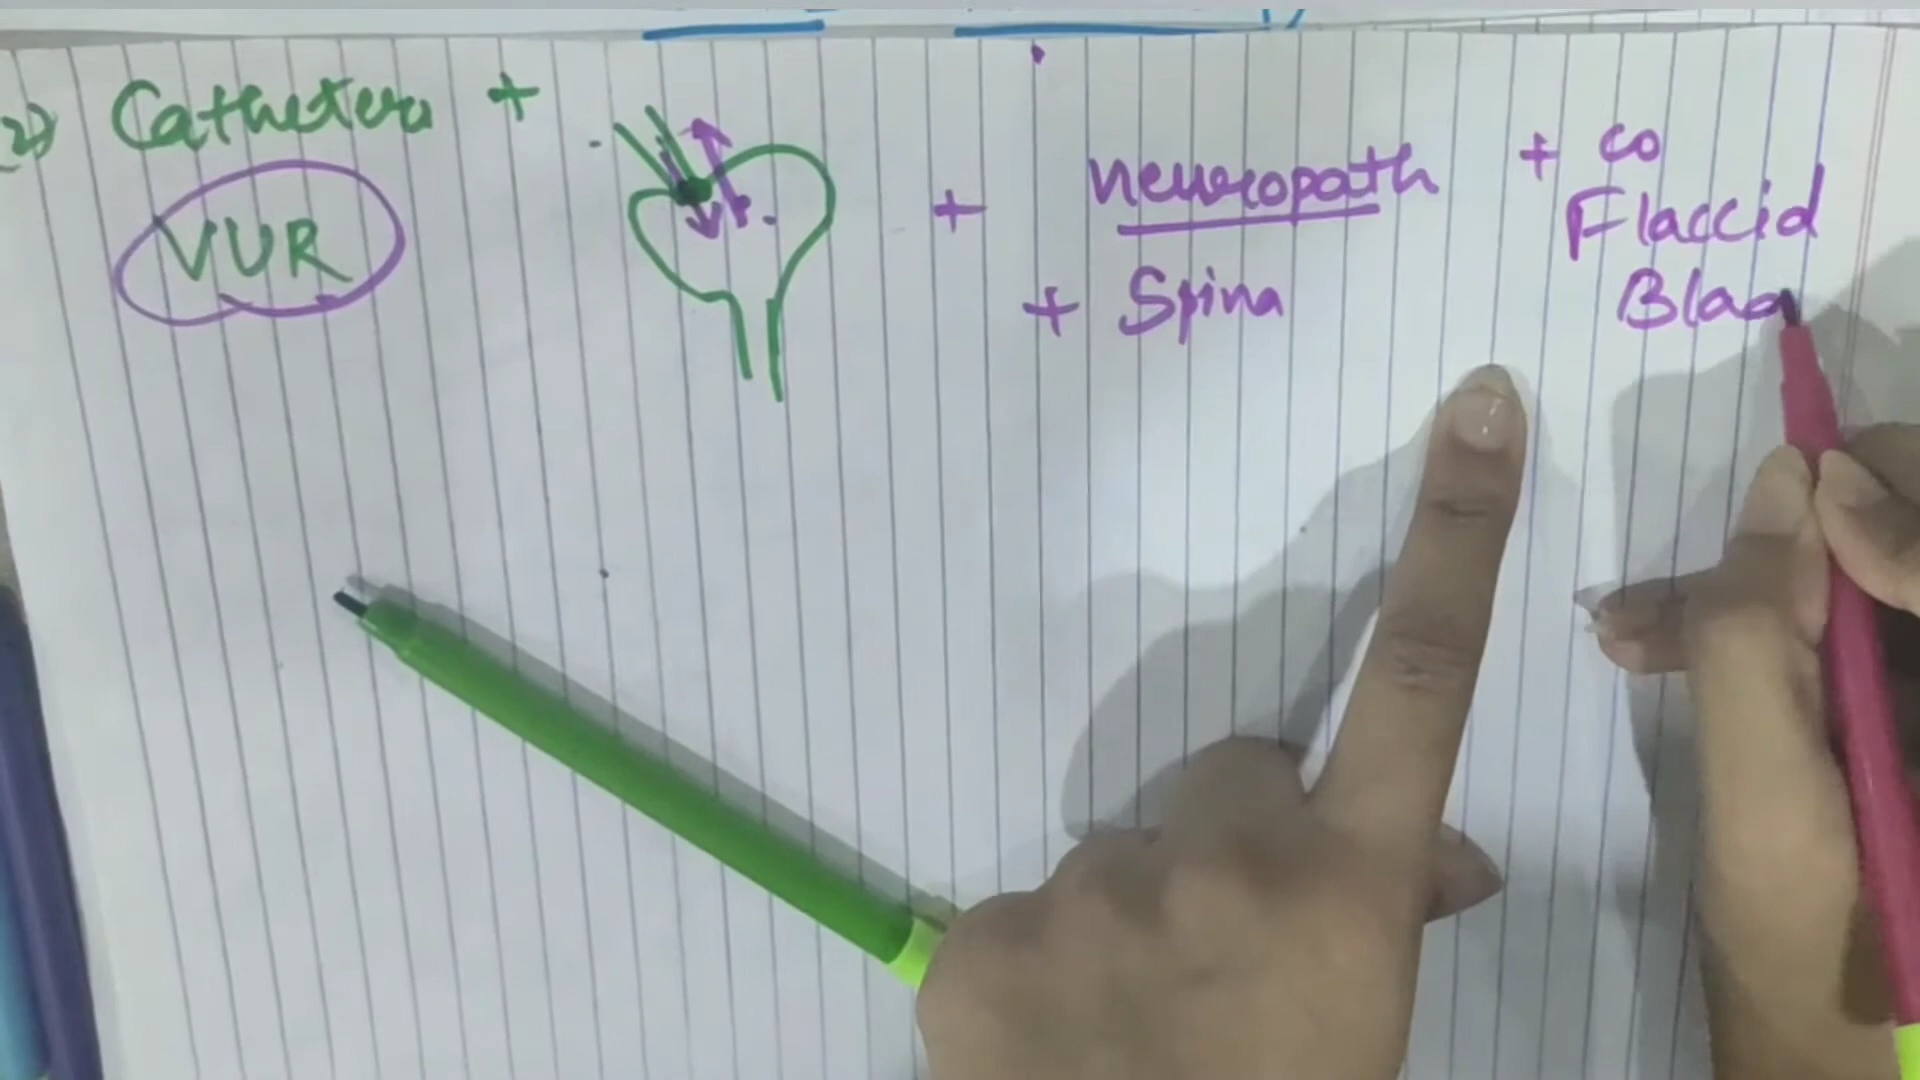 2) Catheter +
VUR
+ neuropath + co
Flaccid
+ Spina Blad